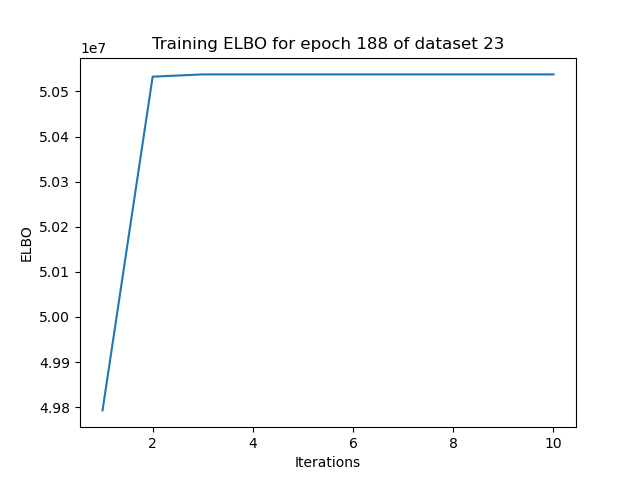 Training ELBO for epoch 188 of dataset 23
1e7
5.05
5.04
5.03
5.02
5.01
5.00
4.99
4.98
ELBO
2 4 6 8 10
Iterations